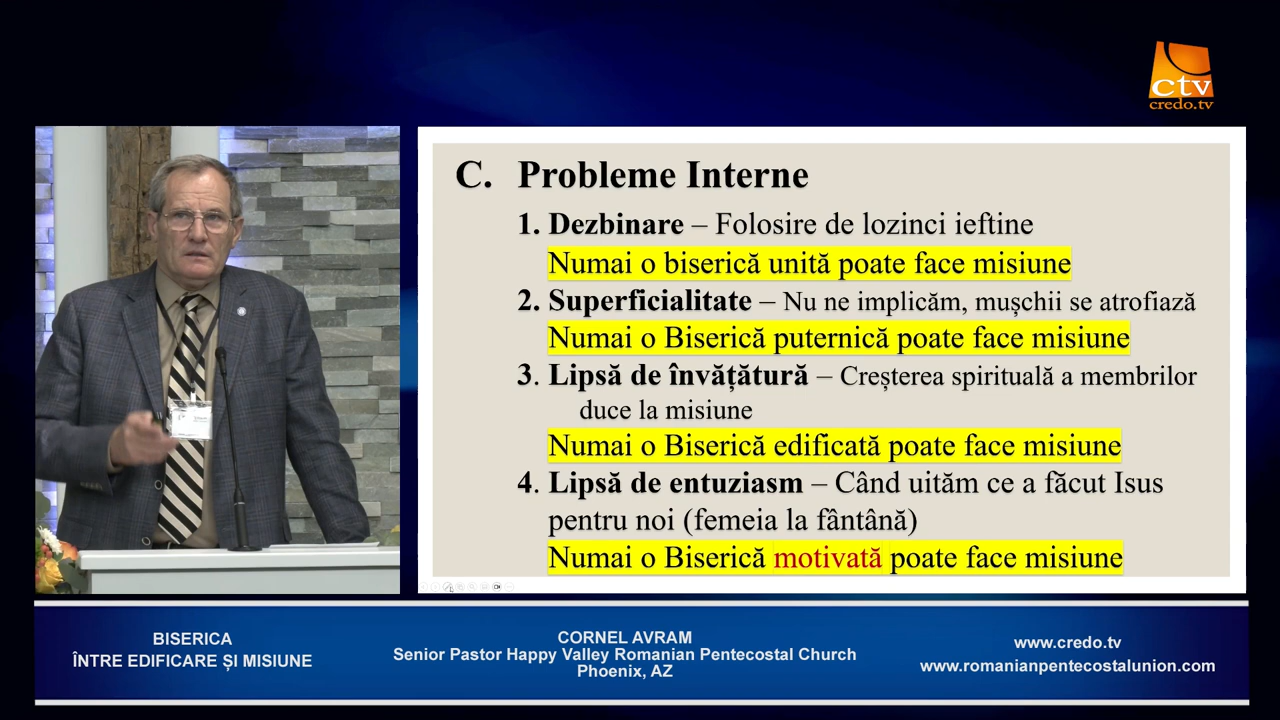 ctv
credo.tv
C. Probleme Interne
1. Dezbinare – Folosire de lozinci ieftine
Numai o biserică unită poate face misiune
2. Superficialitate – Nu ne implicăm, mușchii se atrofiază
Numai o Biserică puternică poate face misiune
3. Lipsă de învățătură – Creșterea spirituală a membrilor
duce la misiune
Numai o Biserică edificată poate face misiune
4. Lipsă de entuziasm – Când uităm ce a făcut Isus
pentru noi (femeia la fântână)
Numai o Biserică motivată poate face misiune
BISERICA
ÎNTRE EDIFICARE ȘI MISIUNE
CORNEL AVRAM
Senior Pastor Happy Valley Romanian Pentecostal Church
Phoenix, AZ
www.credo.tv
www.romanianpentecostalunion.com